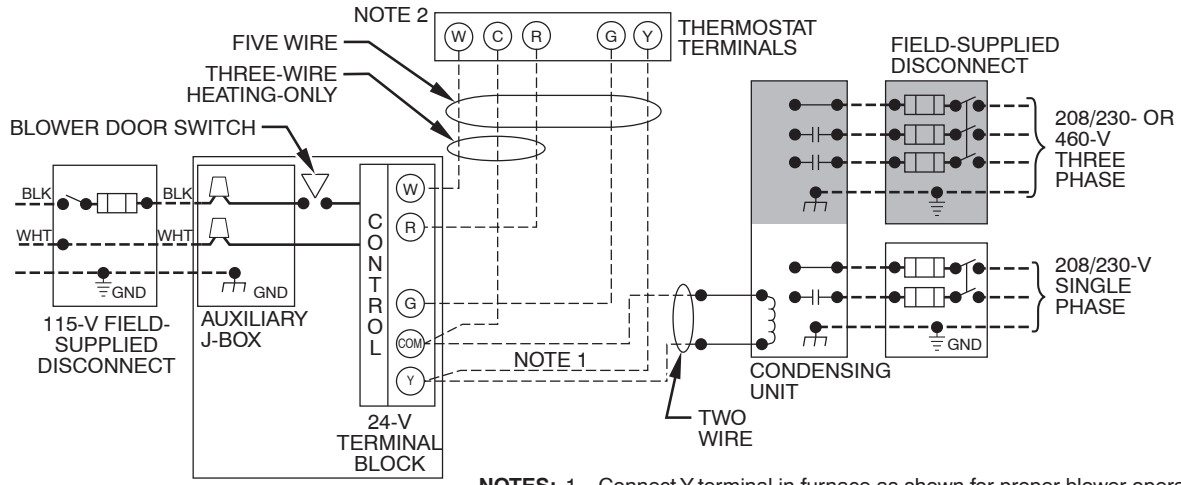 NOTE 2
W C R G Y
THERMOSTAT
TERMINALS
FIVE WIRE
THREE-WIRE
HEATING-ONLY
BLOWER DOOR SWITCH
FIELD-SUPPLIED
DISCONNECT
208/230- OR
460-V
THREE
PHASE
BLK
BLK
WHT
WHT
GND
GND
115-V FIELD-
SUPPLIED
DISCONNECT
AUXILIARY
J-BOX
CONTROL
W
R
G
COM
Y
24-V
TERMINAL
BLOCK
NOTE 1
TWO
WIRE
CONDENSING
UNIT
208/230-V
SINGLE
PHASE
GND
NOTES: 1. Connect Y terminal in furnace as shown for proper blower